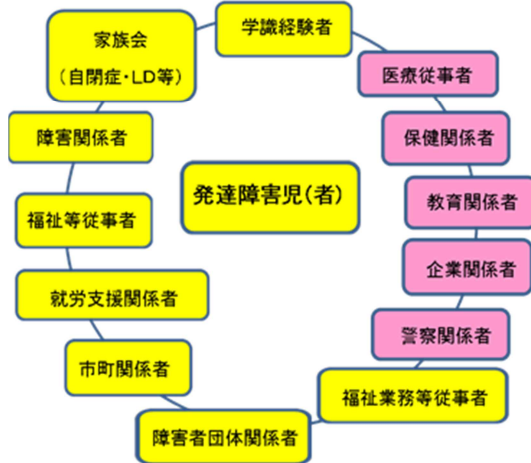 学識経験者
医療従事者
保健関係者
教育関係者
企業関係者
警察関係者
福祉業務等従事者
障害者団体関係者
市町関係者
就労支援関係者
福祉等従事者
障害関係者
家族会
（自閉症・LD等）
発達障害児（者）